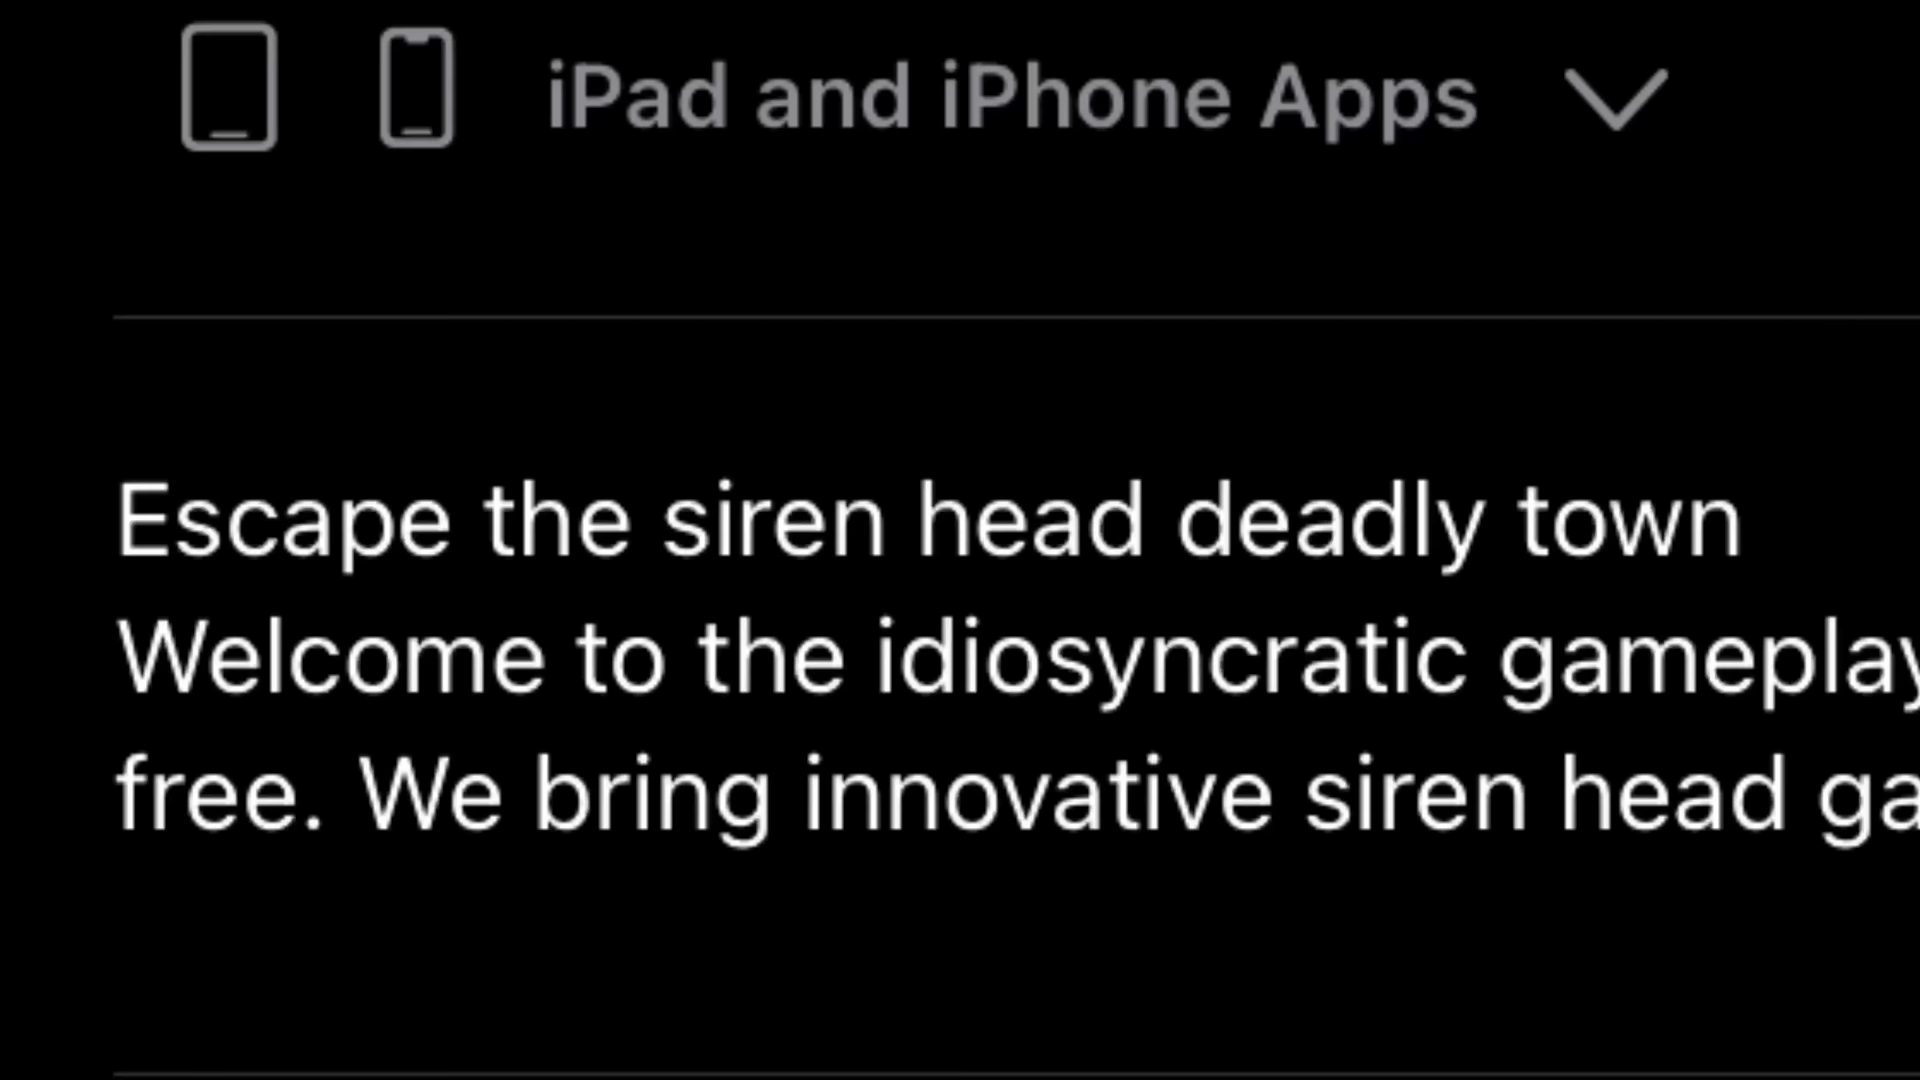 iPad and iPhone Apps
Escape the siren head deadly town
Welcome to the idiosyncratic gameplay
free. We bring innovative siren head